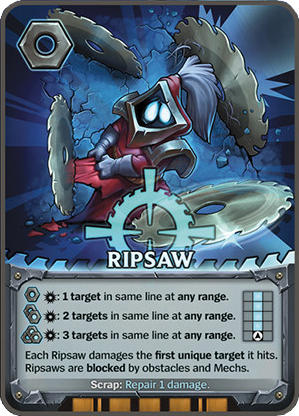 RIPSAW
: 1 target in same line at any range.
: 2 targets in same line at any range.
: 3 targets in same line at any range.
Each Ripsaw damages the first unique target it hits.
Ripsaws are blocked by obstacles and Mechs.
Scrap: Repair 1 damage.